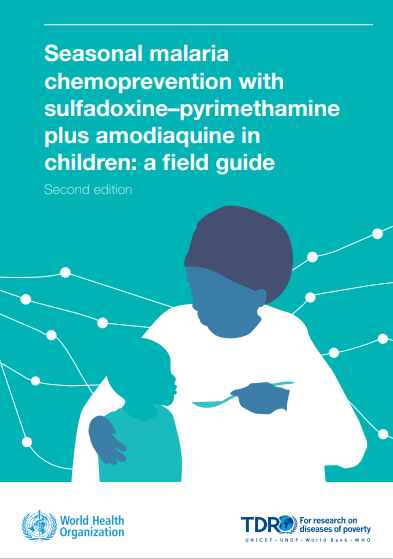 Seasonal malaria
chemoprevention with
sulfadoxine–pyrimethamine
plus amodiaquine in
children: a field guide
Second edition
World Health
Organization
TDR
For research on
diseases of poverty
UNICEF • UNDP • World Bank • WHO